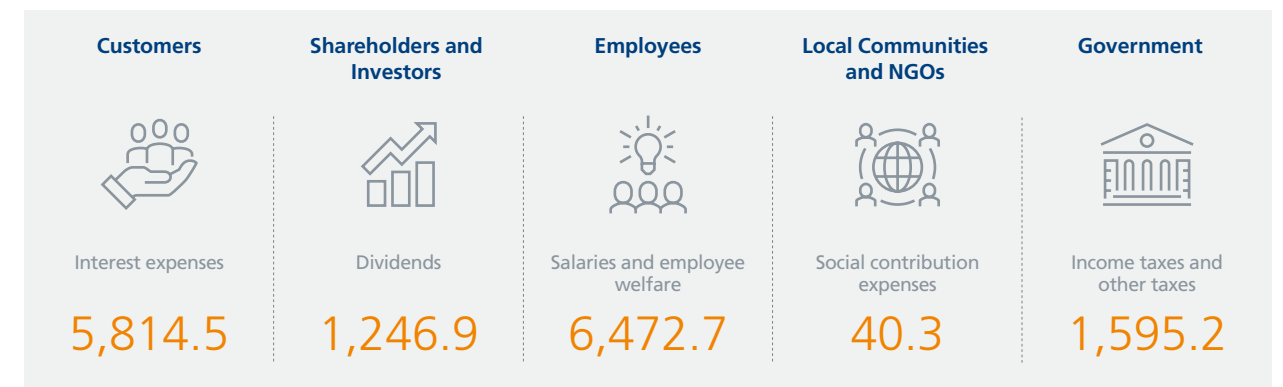 Customers
Shareholders and
Investors
Employees
Local Communities
and NGOs
Government
Interest expenses
Dividends
Salaries and employee
welfare
Social contribution
expenses
Income taxes and
other taxes
5,814.5
1,246.9
6,472.7
40.3
1,595.2